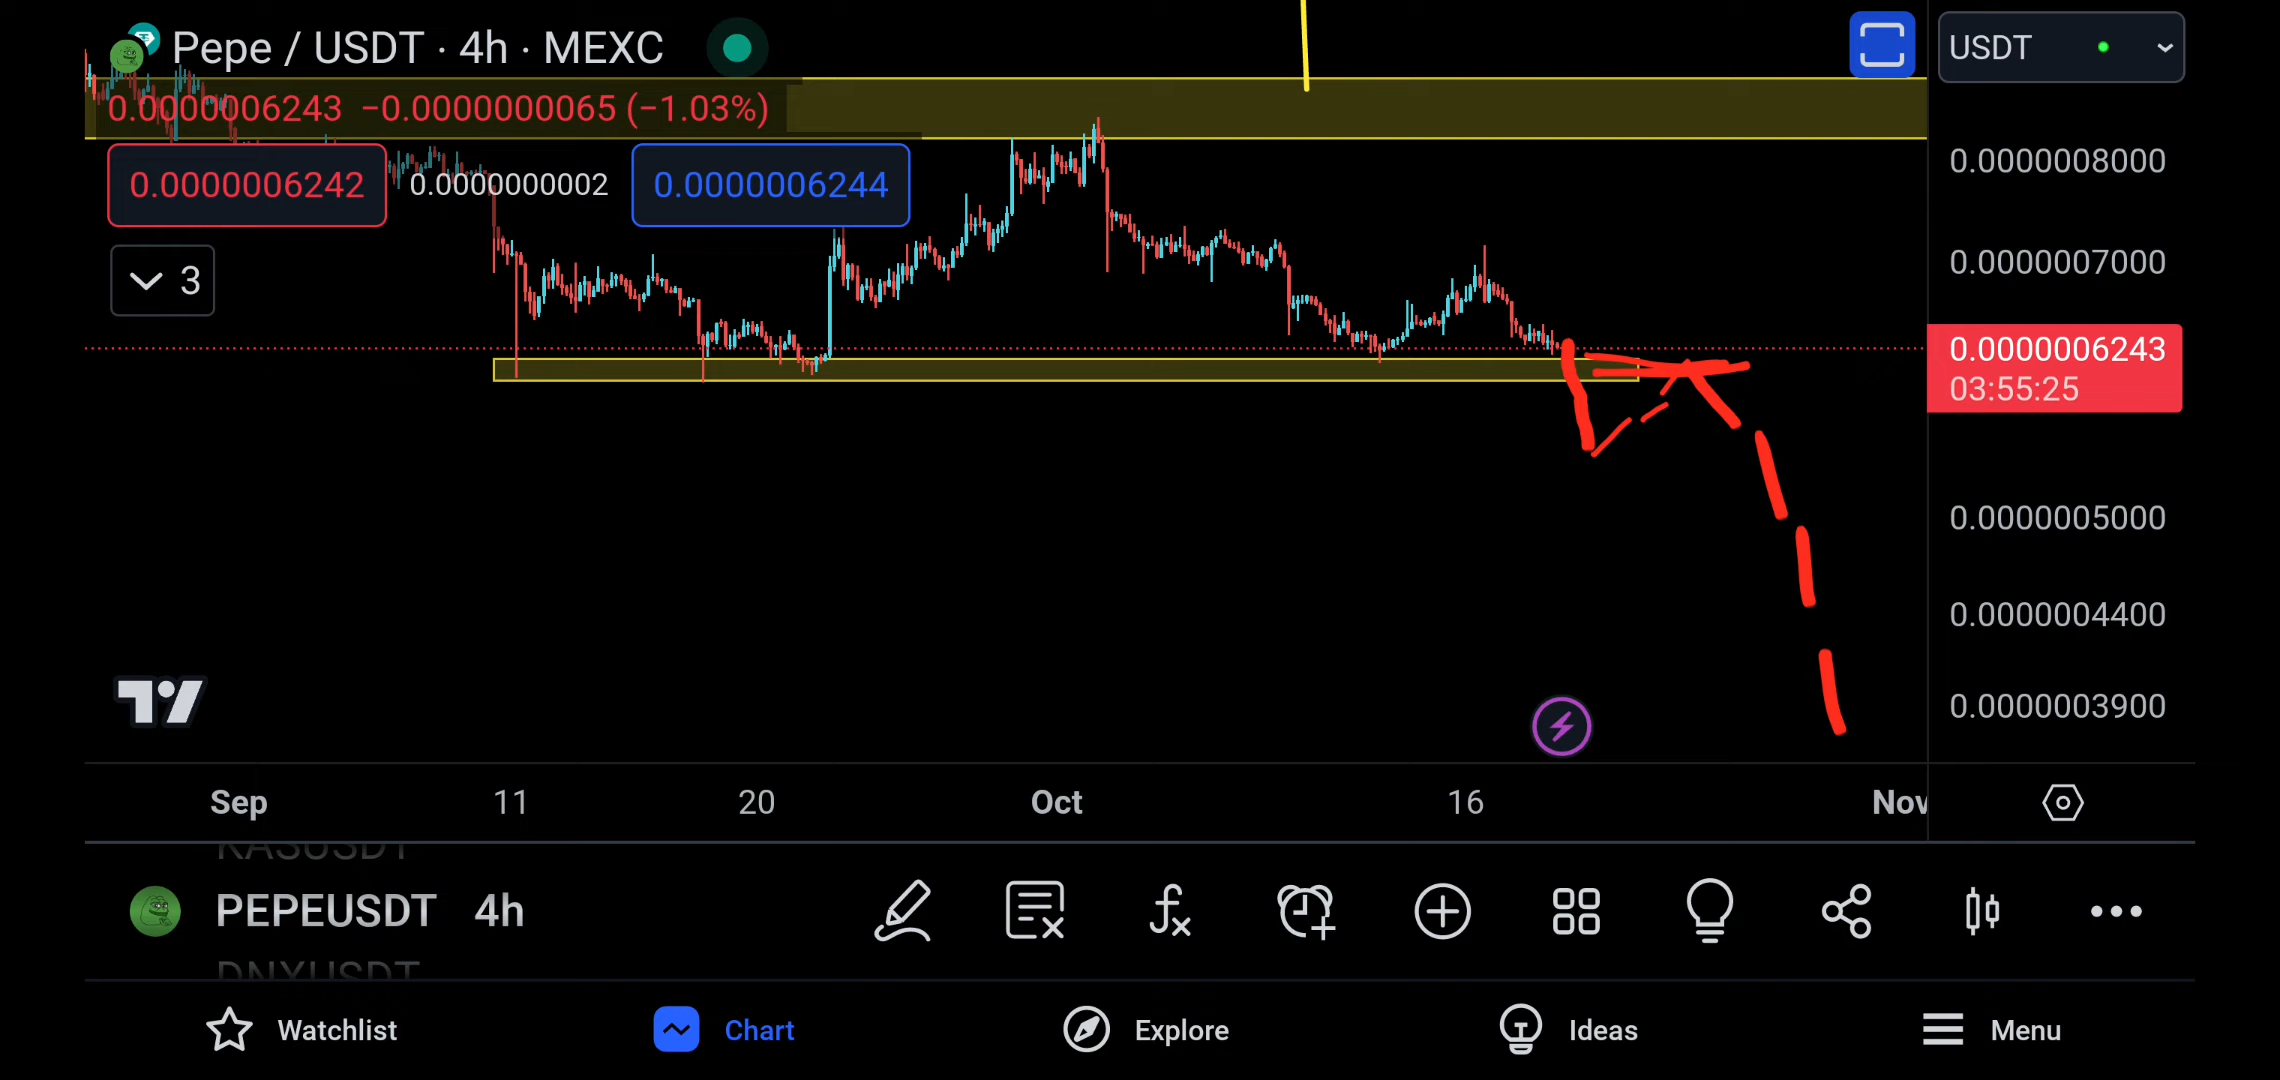 Pepe / USDT · 4h · MEXC
USDT
0.0000006243 −0.0000000065 (−1.03%)
0.0000006242
0.0000000002
0.0000006244
3
0.0000008000
0.0000007000
0.0000006243
03:55:25
0.0000005000
0.0000004400
0.0000003900
Sep 11 20 Oct 16 Nov
KASUSDT
PEPEUSDT 4h
DNXUSDT
Watchlist
Chart
Explore
Ideas
Menu